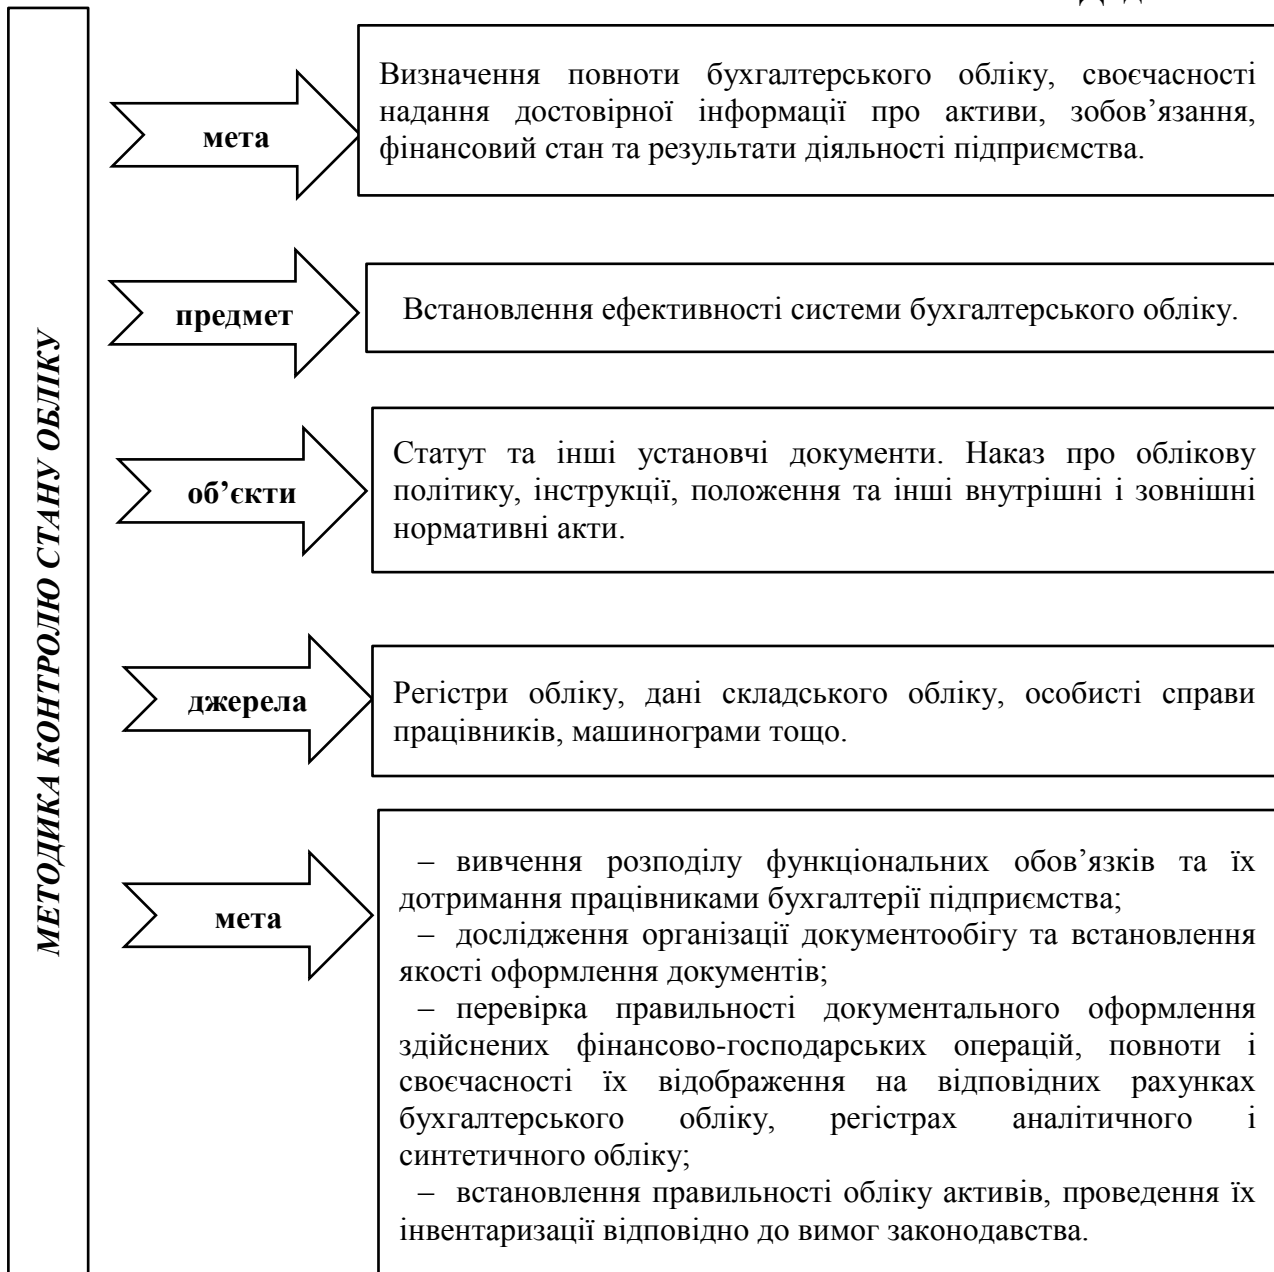 МЕТОДИКА КОНТРОЛЮ СТАНУ ОБЛІКУ
мета
Визначення повноти бухгалтерського обліку, своєчасності
надання достовірної інформації про активи, зобов’язання,
фінансовий стан та результати діяльності підприємства.
предмет
Встановлення ефективності системи бухгалтерського обліку.
об’єкти
Статут та інші установчі документи. Наказ про облікову
політику, інструкції, положення та інші внутрішні і зовнішні
нормативні акти.
джерела
Регістри обліку, дані складського обліку, особисті справи
працівників, машинограми тощо.
мета
– вивчення розподілу функціональних обов’язків та їх
дотримання працівниками бухгалтерії підприємства;
– дослідження організації документообігу та встановлення
якості оформлення документів;
– перевірка правильності документального оформлення
здійснених фінансово-господарських операцій, повноти і
своєчасності їх відображення на відповідних рахунках
бухгалтерського обліку, регістрах аналітичного і
синтетичного обліку;
– встановлення правильності обліку активів, проведення їх
інвентаризації відповідно до вимог законодавства.